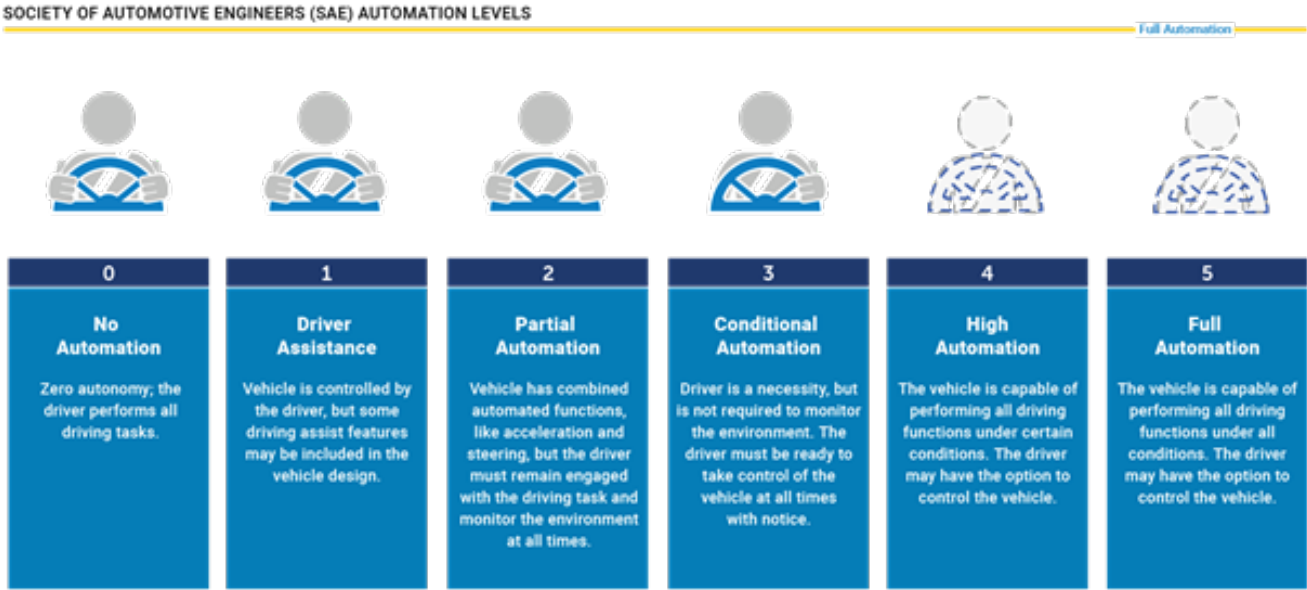 SOCIETY OF AUTOMOTIVE ENGINEERS (SAE) AUTOMATION LEVELS
Full Automation
0
No
Automation
Zero autonomy; the
driver performs all
driving tasks.
1
Driver
Assistance
Vehicle is controlled by
the driver, but some
driving assist features
may be included in the
vehicle design.
2
Partial
Automation
Vehicle has combined
automated functions,
like acceleration and
steering, but the driver
must remain engaged
with the driving task and
monitor the environment
at all times.
3
Conditional
Automation
Driver is a necessity, but
is not required to monitor
the environment. The
driver must be ready to
take control of the
vehicle at all times
with notice.
4
High
Automation
The vehicle is capable of
performing all driving
functions under certain
conditions. The driver
may have the option to
control the vehicle.
5
Full
Automation
The vehicle is capable of
performing all driving
functions under all
conditions. The driver
may have the option to
control the vehicle.